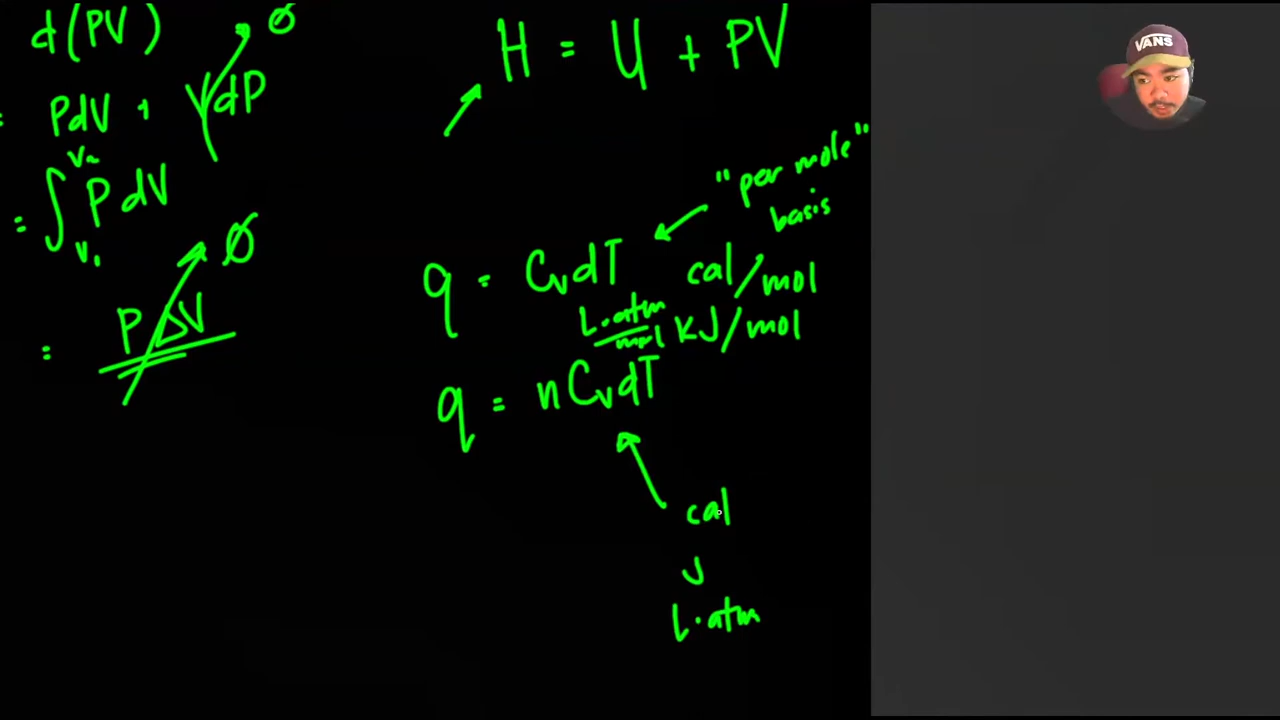 d(PV)
= PdV + VdP Ø
= ∫ P dV
V₂
V₁
= PΔV Ø
H = U + PV
"per mole"
basis
q = CvdT cal/mol
L·atm/mol KJ/mol
q = nCvdT
cal
J
L·atm
VANS